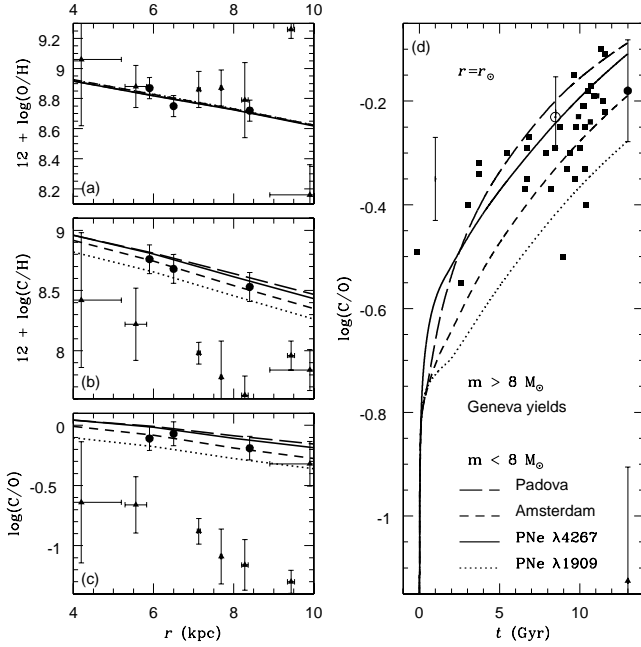 4 6 8 10
9.2
9
8.8
8.6
8.4
8.2
12 + log(O/H)
(a)
9
8.5
8
12 + log(C/H)
(b)
0
-0.5
-1
log(C/O)
(c)
4 6 8 10
r (kpc)
(d)
r=r⊙
-0.2
-0.4
-0.6
-0.8
-1
log(C/O)
m > 8 M⊙
Geneva yields
m < 8 M⊙
Padova
Amsterdam
PNe λ4267
PNe λ1909
0 5 10
t (Gyr)